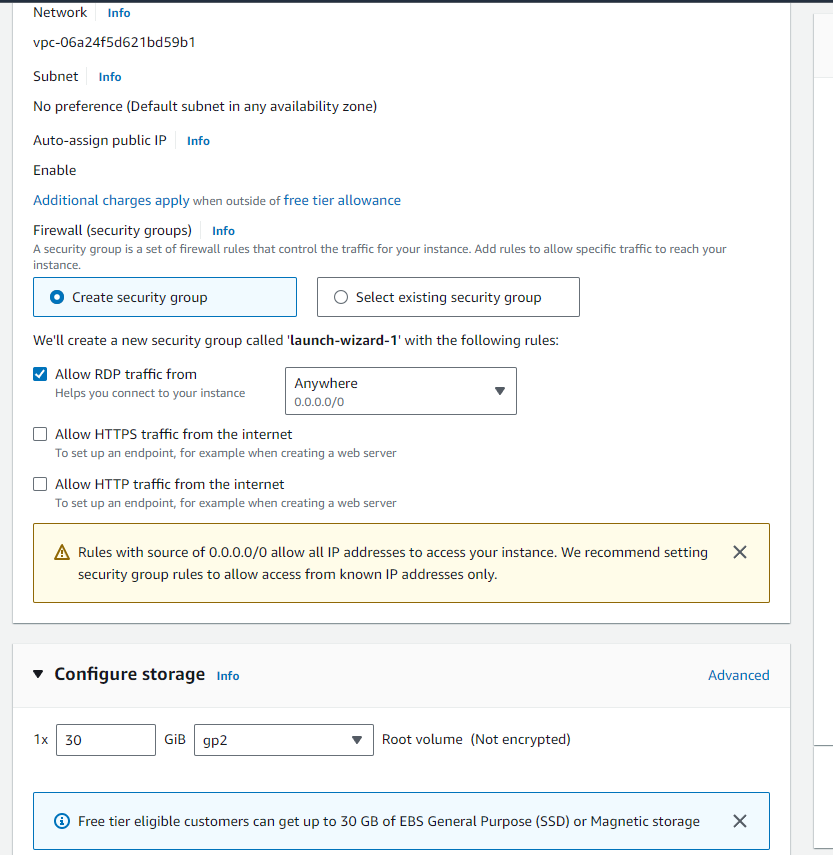 Network Info
vpc-06a24f5d621bd59b1
Subnet Info
No preference (Default subnet in any availability zone)
Auto-assign public IP Info
Enable
Additional charges apply when outside of free tier allowance
Firewall (security groups) Info
A security group is a set of firewall rules that control the traffic for your instance. Add rules to allow specific traffic to reach your
instance.
Create security group
Select existing security group
We'll create a new security group called 'launch-wizard-1' with the following rules:
Allow RDP traffic from
Helps you connect to your instance
Anywhere
0.0.0.0/0
Allow HTTPS traffic from the internet
To set up an endpoint, for example when creating a web server
Allow HTTP traffic from the internet
To set up an endpoint, for example when creating a web server
Rules with source of 0.0.0.0/0 allow all IP addresses to access your instance. We recommend setting
security group rules to allow access from known IP addresses only.
Configure storage Info Advanced
1x 30 GiB gp2 Root volume (Not encrypted)
Free tier eligible customers can get up to 30 GB of EBS General Purpose (SSD) or Magnetic storage